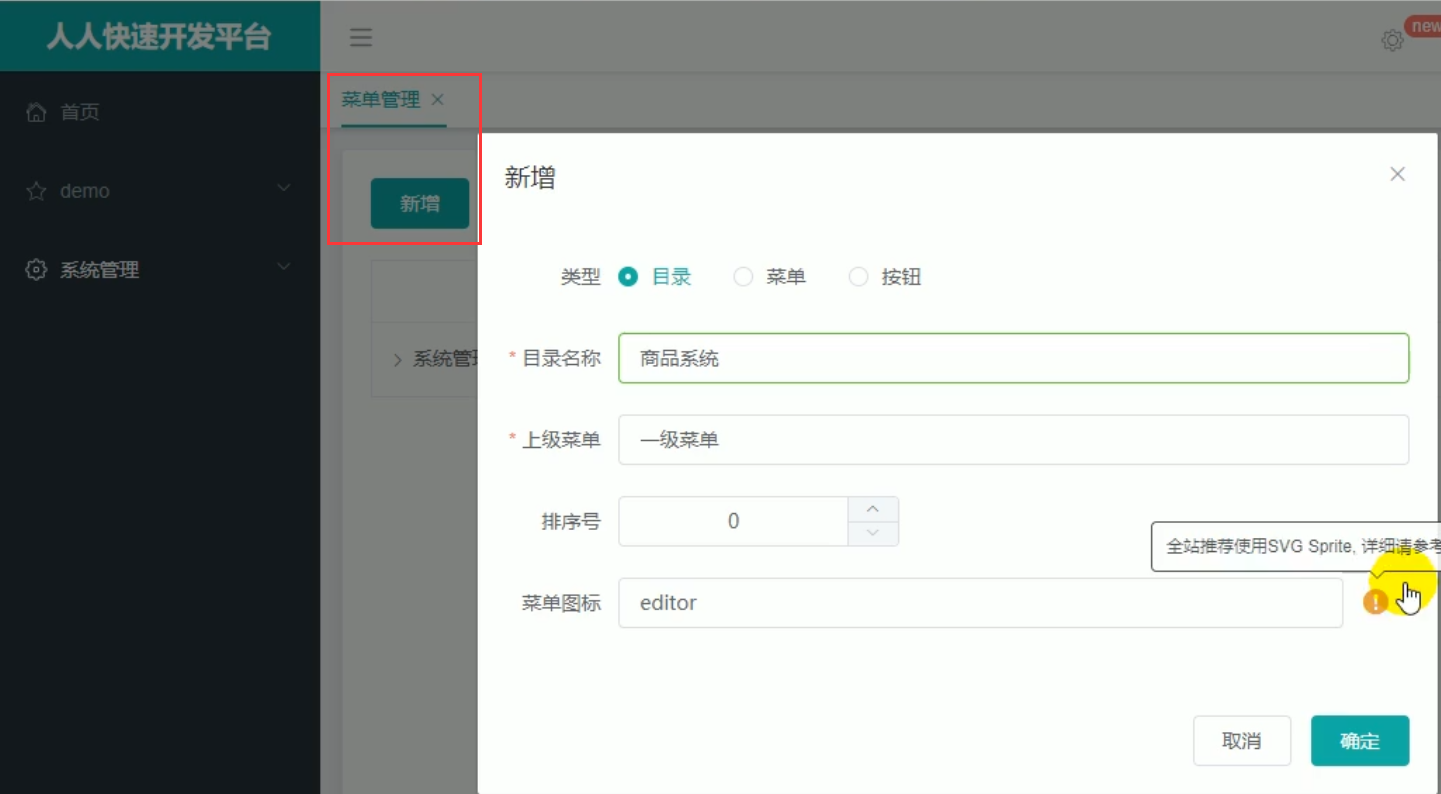 人人快速开发平台
new
首页
demo
系统管理
菜单管理
新增
系统管理
新增
类型 目录 菜单 按钮
* 目录名称 商品系统
* 上级菜单 一级菜单
排序号 0
全站推荐使用SVG Sprite, 详细请参考
菜单图标 editor
取消 确定